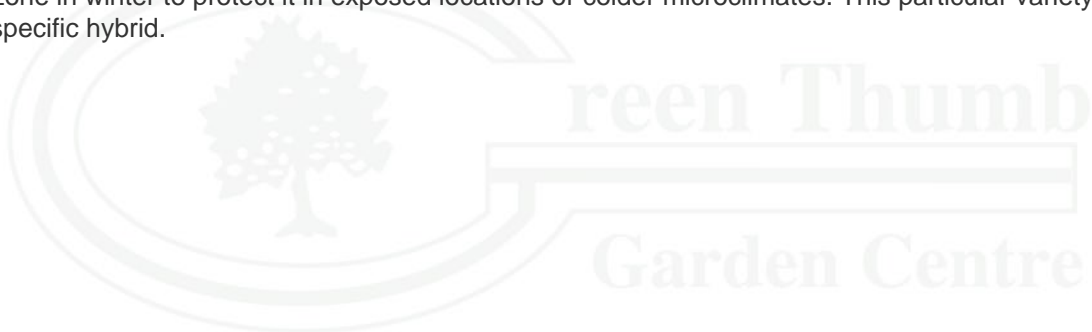 zone in winter to protect it in exposed locations or colder microclimates. This particular variety
specific hybrid.
reen Thumb
Garden Centre